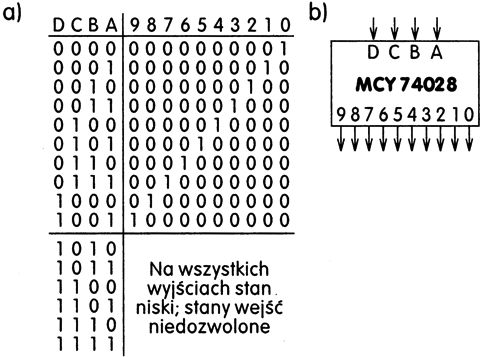 a)
D C B A 9 8 7 6 5 4 3 2 1 0
0 0 0 0 0 0 0 0 0 0 0 0 0 1
0 0 0 1 0 0 0 0 0 0 0 0 1 0
0 0 1 0 0 0 0 0 0 0 0 1 0 0
0 0 1 1 0 0 0 0 0 0 1 0 0 0
0 1 0 0 0 0 0 0 0 1 0 0 0 0
0 1 0 1 0 0 0 0 1 0 0 0 0 0
0 1 1 0 0 0 0 1 0 0 0 0 0 0
0 1 1 1 0 0 1 0 0 0 0 0 0 0
1 0 0 0 0 1 0 0 0 0 0 0 0 0
1 0 0 1 1 0 0 0 0 0 0 0 0 0
1 0 1 0
1 0 1 1
1 1 0 0
1 1 0 1
1 1 1 0
1 1 1 1
Na wszystkich
wyjściach stan
niski; stany wejść
niedozwolone
b)
D C B A
MCY 74028
9 8 7 6 5 4 3 2 1 0